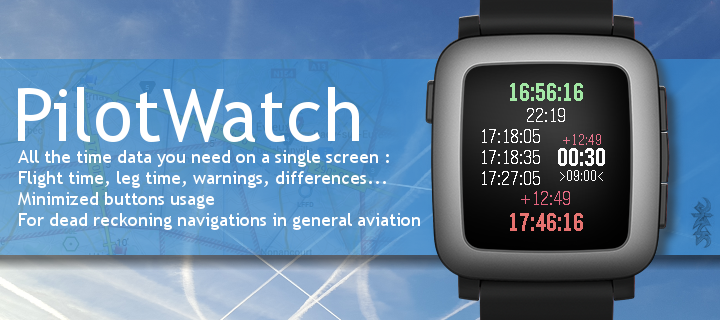 PilotWatch
All the time data you need on a single screen :
Flight time, leg time, warnings, differences...
Minimized buttons usage
For dead reckoning navigations in general aviation
16:56:16
22:19
17:18:05 +12:49
17:18:35 00:30
17:27:05 >09:00<
+12:49
17:46:16